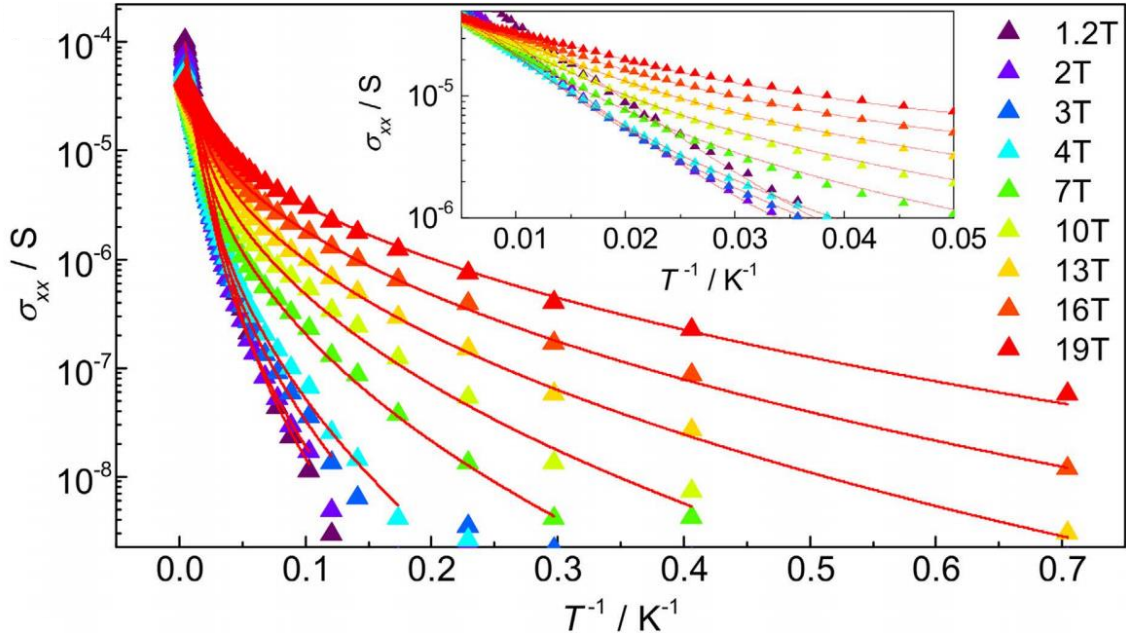 10⁻⁴
10⁻⁵
10⁻⁶
10⁻⁷
10⁻⁸
σxx / S
0.0 0.1 0.2 0.3 0.4 0.5 0.6 0.7
T⁻¹ / K⁻¹
10⁻⁵
10⁻⁶
σxx / S
0.01 0.02 0.03 0.04 0.05
T⁻¹ / K⁻¹
1.2T
2T
3T
4T
7T
10T
13T
16T
19T